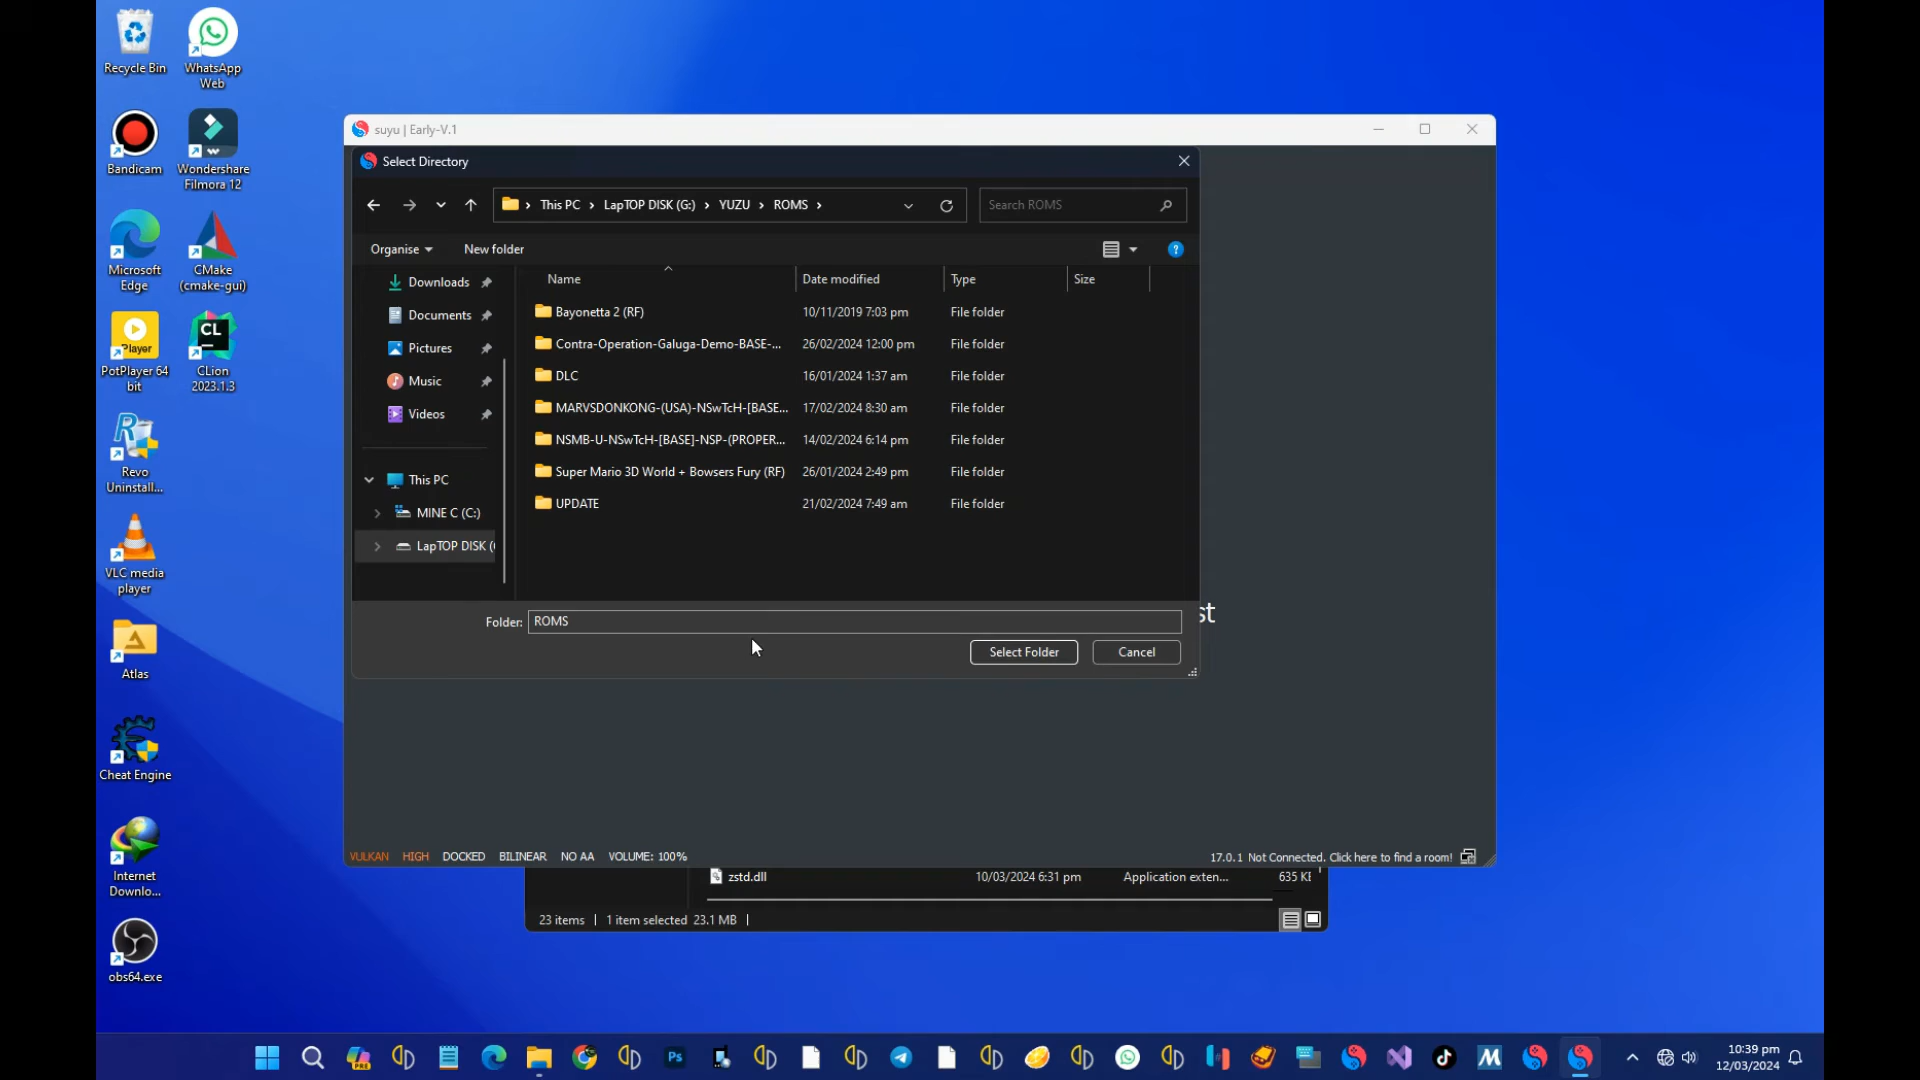 Recycle Bin
WhatsApp
Web
Bandicam
Wondershare
Filmora 12
Microsoft
Edge
CMake
(cmake-gui)
Player
PotPlayer 64
bit
CL
CLion
2023.1.3
Revo
Uninstall...
VLC media
player
Atlas
Cheat Engine
Internet
Downlo...
obs64.exe
suyu | Early-V.1
Select Directory
This PC > LapTOP DISK (G:) > YUZU > ROMS >
Search ROMS
Organise
New folder
Downloads
Documents
Pictures
Music
Videos
This PC
MINE C (C:)
LapTOP DISK (
Name Date modified Type Size
Bayonetta 2 (RF) 10/11/2019 7:03 pm File folder
Contra-Operation-Galuga-Demo-BASE-... 26/02/2024 12:00 pm File folder
DLC 16/01/2024 1:37 am File folder
MARVSDONKONG-(USA)-NSwTcH-[BASE... 17/02/2024 8:30 am File folder
NSMB-U-NSwTcH-[BASE]-NSP-(PROPER... 14/02/2024 6:14 pm File folder
Super Mario 3D World + Bowsers Fury (RF) 26/01/2024 2:49 pm File folder
UPDATE 21/02/2024 7:49 am File folder
Folder: ROMS
st
Select Folder
Cancel
VULKAN HIGH DOCKED BILINEAR NO AA VOLUME: 100%
17.0.1 Not Connected. Click here to find a room!
zstd.dll 10/03/2024 6:31 pm Application exten... 635 KB
23 items | 1 item selected 23.1 MB |
PRE
Ps
M
10:39 pm
12/03/2024